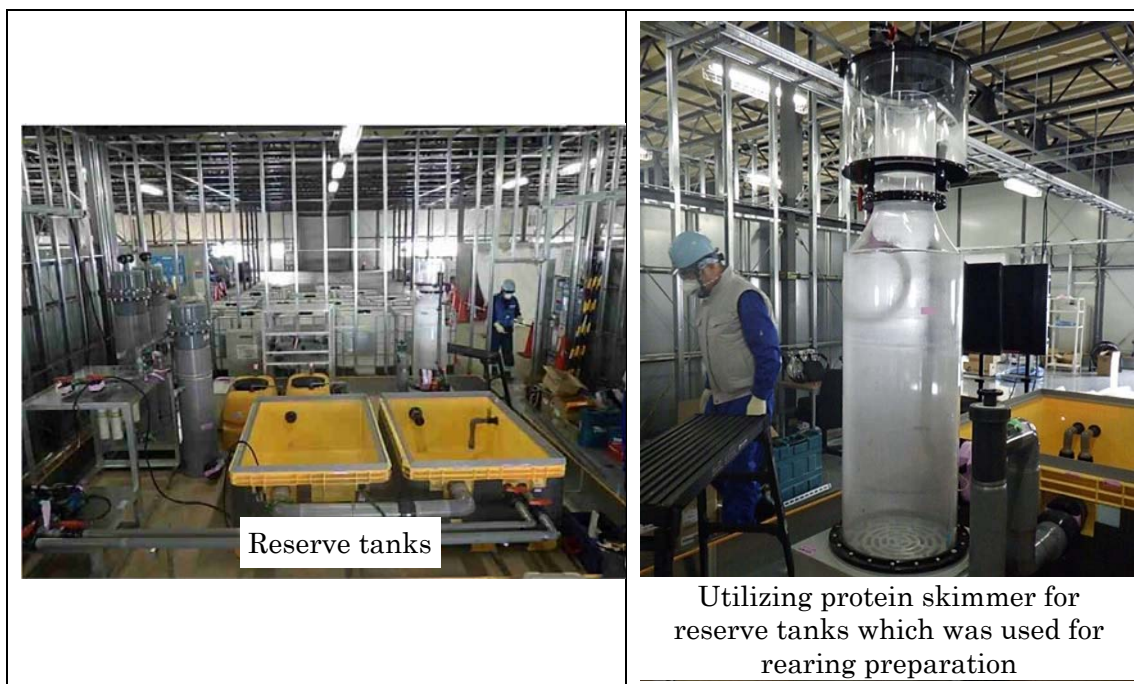 Reserve tanks
Utilizing protein skimmer for
reserve tanks which was used for
rearing preparation